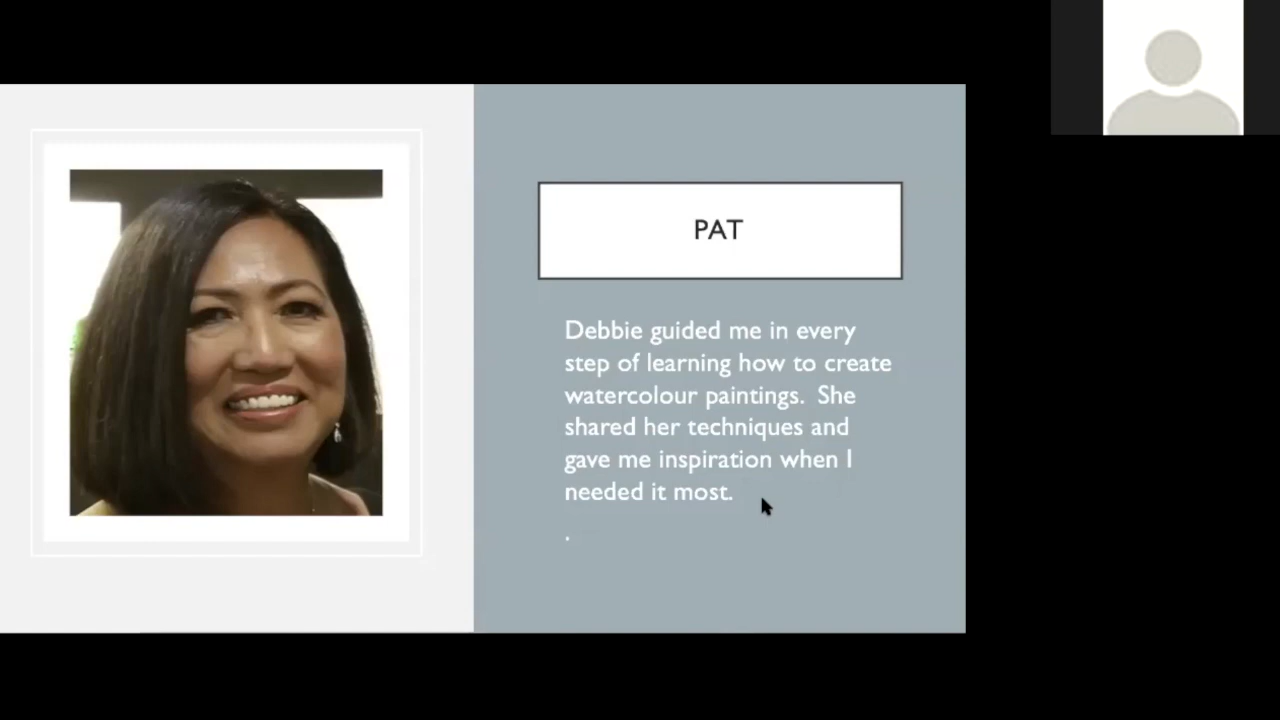 PAT
Debbie guided me in every
step of learning how to create
watercolour paintings.  She
shared her techniques and
gave me inspiration when I
needed it most.
.